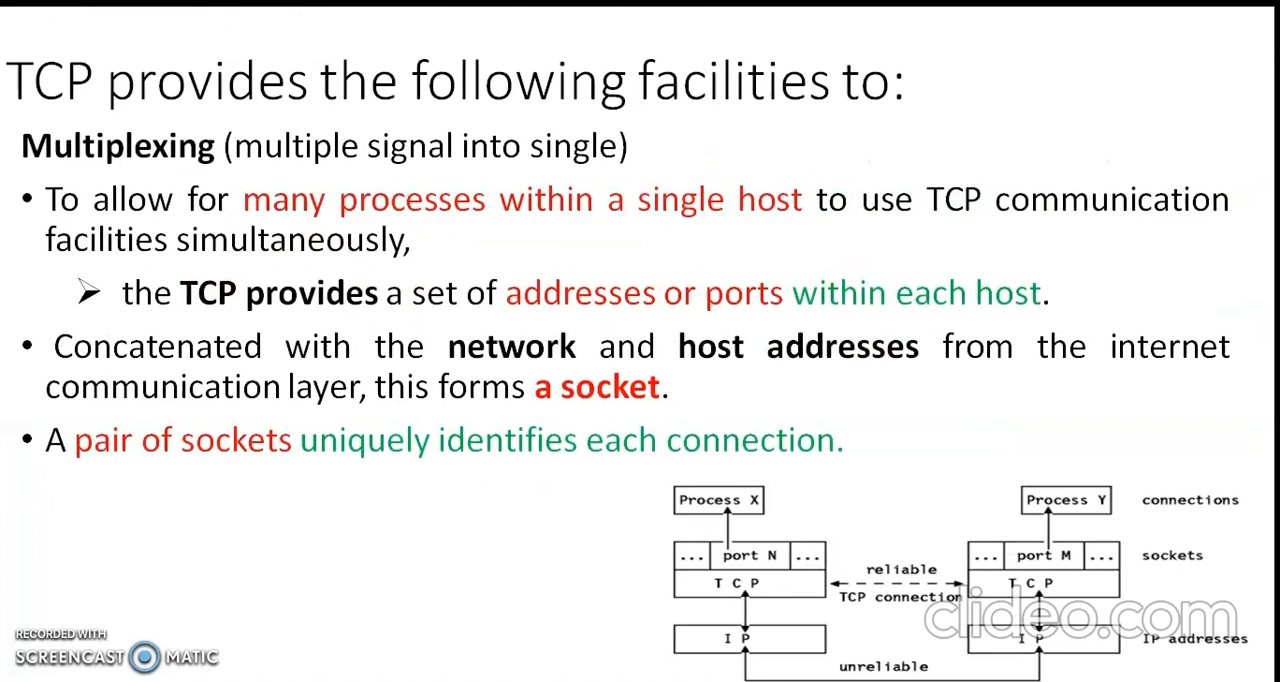 TCP provides the following facilities to:
Multiplexing (multiple signal into single)
• To allow for many processes within a single host to use TCP communication
facilities simultaneously,
➢ the TCP provides a set of addresses or ports within each host.
• Concatenated with the network and host addresses from the internet
communication layer, this forms a socket.
• A pair of sockets uniquely identifies each connection.
Process X
Process Y
connections
... port N ...
... port M ...
sockets
reliable
T C P
T C P
TCP connection
clideo.com
I P
I P
IP addresses
unreliable
RECORDED WITH
SCREENCAST MATIC